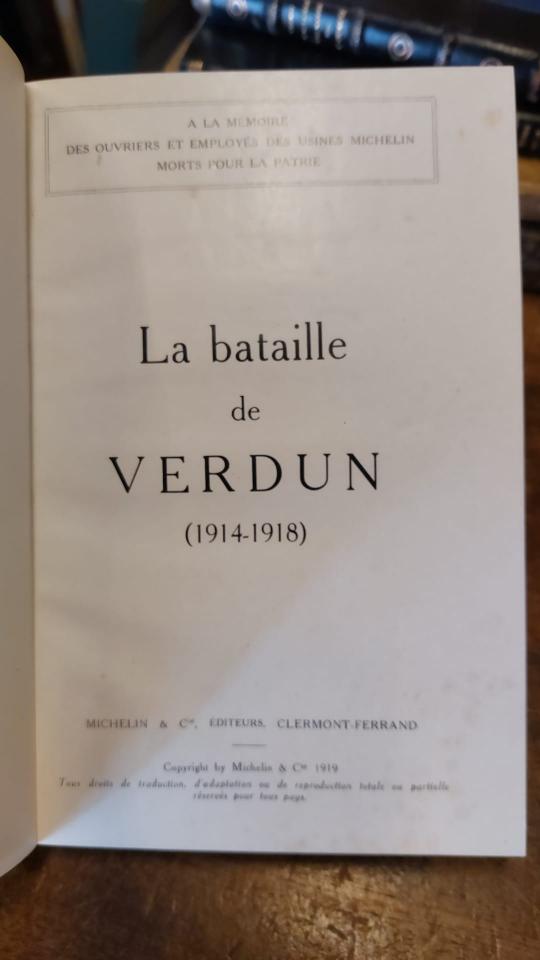 A LA MEMOIRE
DES OUVRIERS ET EMPLOYÉS DES USINES MICHELIN
MORTS POUR LA PATRIE
La bataille
de
VERDUN
(1914-1918)
MICHELIN & Cie, ÉDITEURS, CLERMONT-FERRAND
Copyright by Michelin & Cie 1919
Tous droits de traduction, d'adaptation ou de reproduction totale ou partielle
réservés pour tous pays.